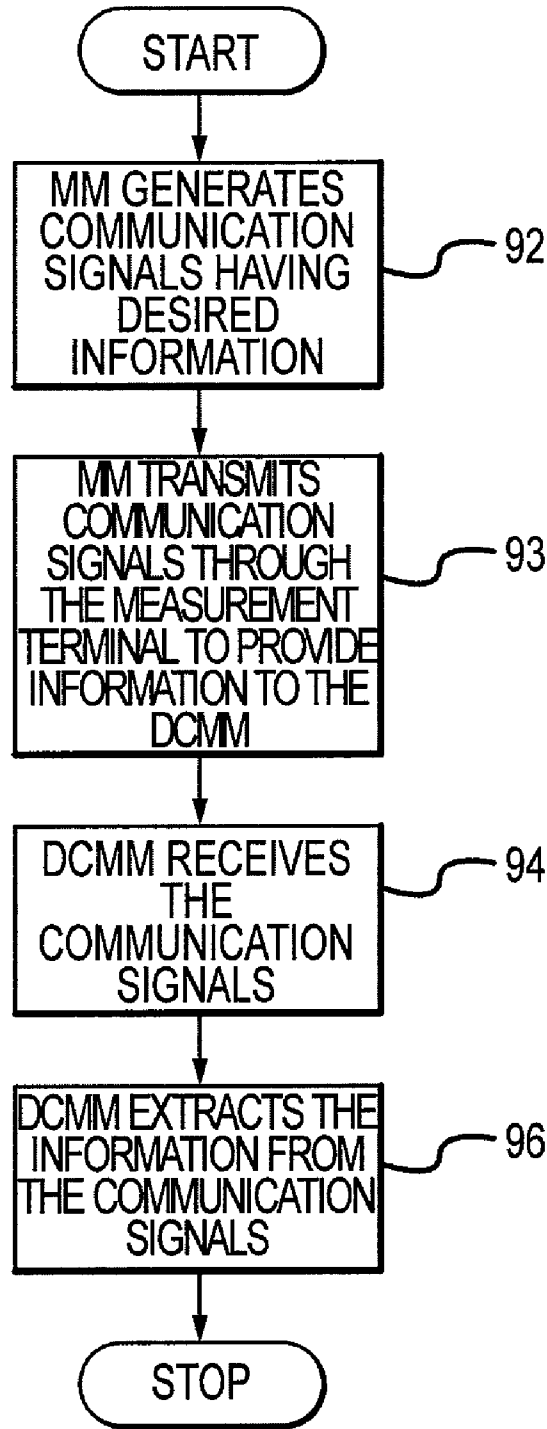 START
MM GENERATES
COMMUNICATION
SIGNALS HAVING
DESIRED
INFORMATION
92
MM TRANSMITS
COMMUNICATION
SIGNALS THROUGH
THE MEASUREMENT
TERMINAL TO PROVIDE
INFORMATION TO THE
DCMM
93
DCMM RECEIVES
THE
COMMUNICATION
SIGNALS
94
DCMM EXTRACTS THE
INFORMATION FROM
THE COMMUNICATION
SIGNALS
96
STOP